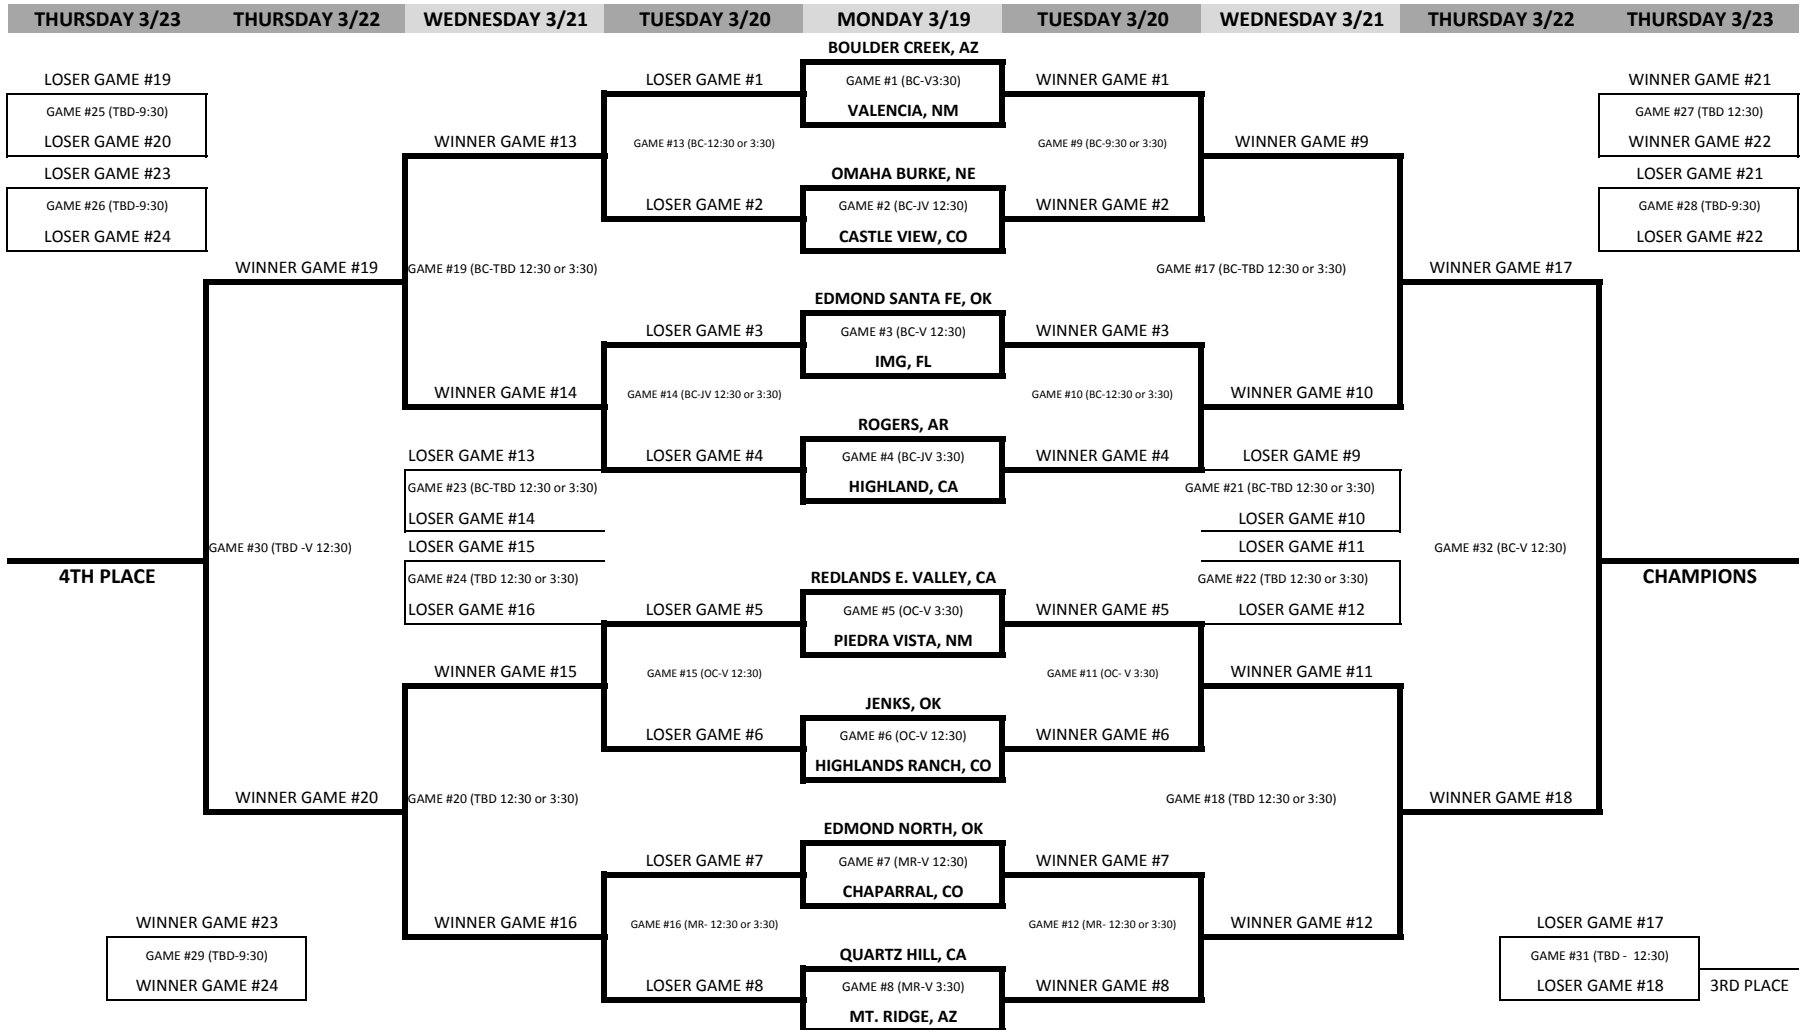 THURSDAY 3/23 THURSDAY 3/22 WEDNESDAY 3/21 TUESDAY 3/20 MONDAY 3/19 TUESDAY 3/20 WEDNESDAY 3/21 THURSDAY 3/22 THURSDAY 3/23
BOULDER CREEK, AZ
LOSER GAME #19 LOSER GAME #1 GAME #1 (BC-V3:30) WINNER GAME #1 WINNER GAME #21
GAME #25 (TBD-9:30) VALENCIA, NM GAME #27 (TBD 12:30)
LOSER GAME #20 WINNER GAME #13 GAME #13 (BC-12:30 or 3:30) GAME #9 (BC-9:30 or 3:30) WINNER GAME #9 WINNER GAME #22
LOSER GAME #23 OMAHA BURKE, NE LOSER GAME #21
GAME #26 (TBD-9:30) LOSER GAME #2 GAME #2 (BC-JV 12:30) WINNER GAME #2 GAME #28 (TBD-9:30)
LOSER GAME #24 CASTLE VIEW, CO LOSER GAME #22
WINNER GAME #19 GAME #19 (BC-TBD 12:30 or 3:30) GAME #17 (BC-TBD 12:30 or 3:30) WINNER GAME #17
EDMOND SANTA FE, OK
LOSER GAME #3 GAME #3 (BC-V 12:30) WINNER GAME #3
IMG, FL
WINNER GAME #14 GAME #14 (BC-JV 12:30 or 3:30) GAME #10 (BC-12:30 or 3:30) WINNER GAME #10
ROGERS, AR
LOSER GAME #13 LOSER GAME #4 GAME #4 (BC-JV 3:30) WINNER GAME #4 LOSER GAME #9
GAME #23 (BC-TBD 12:30 or 3:30) HIGHLAND, CA GAME #21 (BC-TBD 12:30 or 3:30)
LOSER GAME #14 LOSER GAME #10
GAME #30 (TBD -V 12:30) LOSER GAME #15 LOSER GAME #11 GAME #32 (BC-V 12:30)
4TH PLACE GAME #24 (TBD 12:30 or 3:30) REDLANDS E. VALLEY, CA GAME #22 (TBD 12:30 or 3:30) CHAMPIONS
LOSER GAME #16 LOSER GAME #5 GAME #5 (OC-V 3:30) WINNER GAME #5 LOSER GAME #12
PIEDRA VISTA, NM
WINNER GAME #15 GAME #15 (OC-V 12:30) GAME #11 (OC- V 3:30) WINNER GAME #11
JENKS, OK
LOSER GAME #6 GAME #6 (OC-V 12:30) WINNER GAME #6
HIGHLANDS RANCH, CO
WINNER GAME #20 GAME #20 (TBD 12:30 or 3:30) GAME #18 (TBD 12:30 or 3:30) WINNER GAME #18
EDMOND NORTH, OK
LOSER GAME #7 GAME #7 (MR-V 12:30) WINNER GAME #7
CHAPARRAL, CO
WINNER GAME #23 WINNER GAME #16 GAME #16 (MR- 12:30 or 3:30) GAME #12 (MR- 12:30 or 3:30) WINNER GAME #12 LOSER GAME #17
GAME #29 (TBD-9:30) QUARTZ HILL, CA GAME #31 (TBD - 12:30)
WINNER GAME #24 LOSER GAME #8 GAME #8 (MR-V 3:30) WINNER GAME #8 LOSER GAME #18 3RD PLACE
MT. RIDGE, AZ